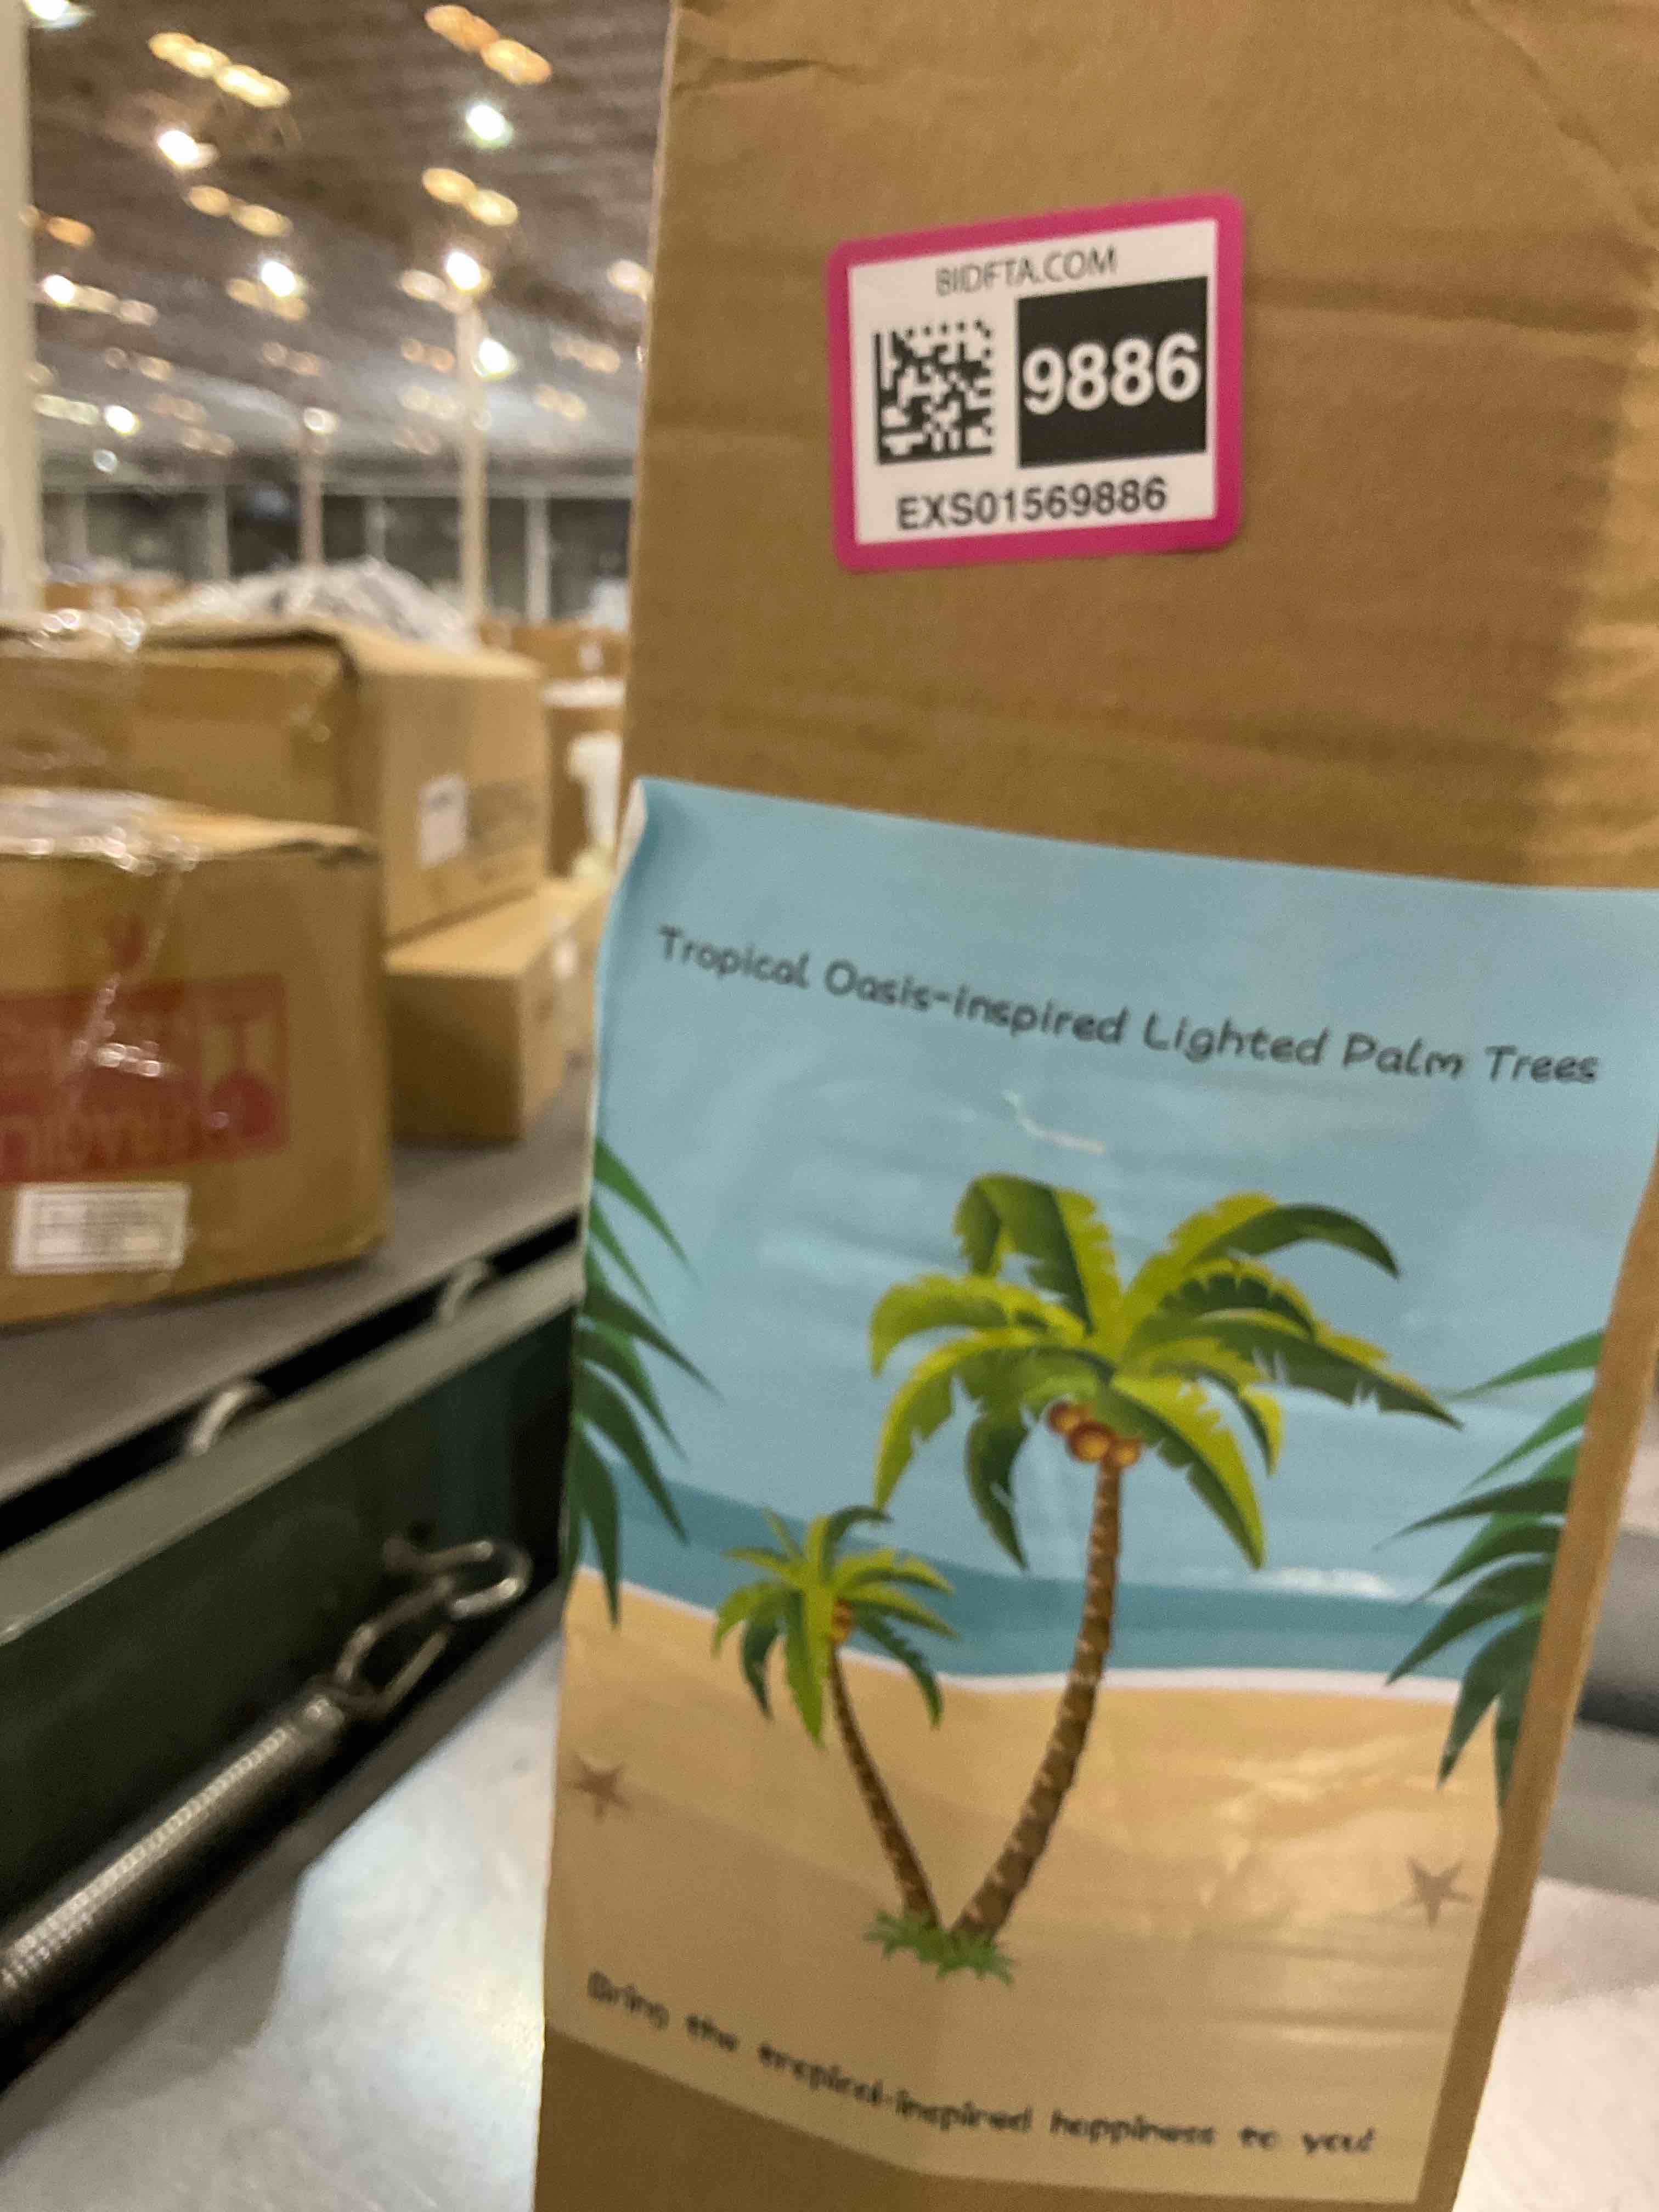 BIDFTA.COM
9886
EXS01569886
Tropical Oasis-inspired Lighted Palm Trees
Bring the tropical-inspired happiness to you!